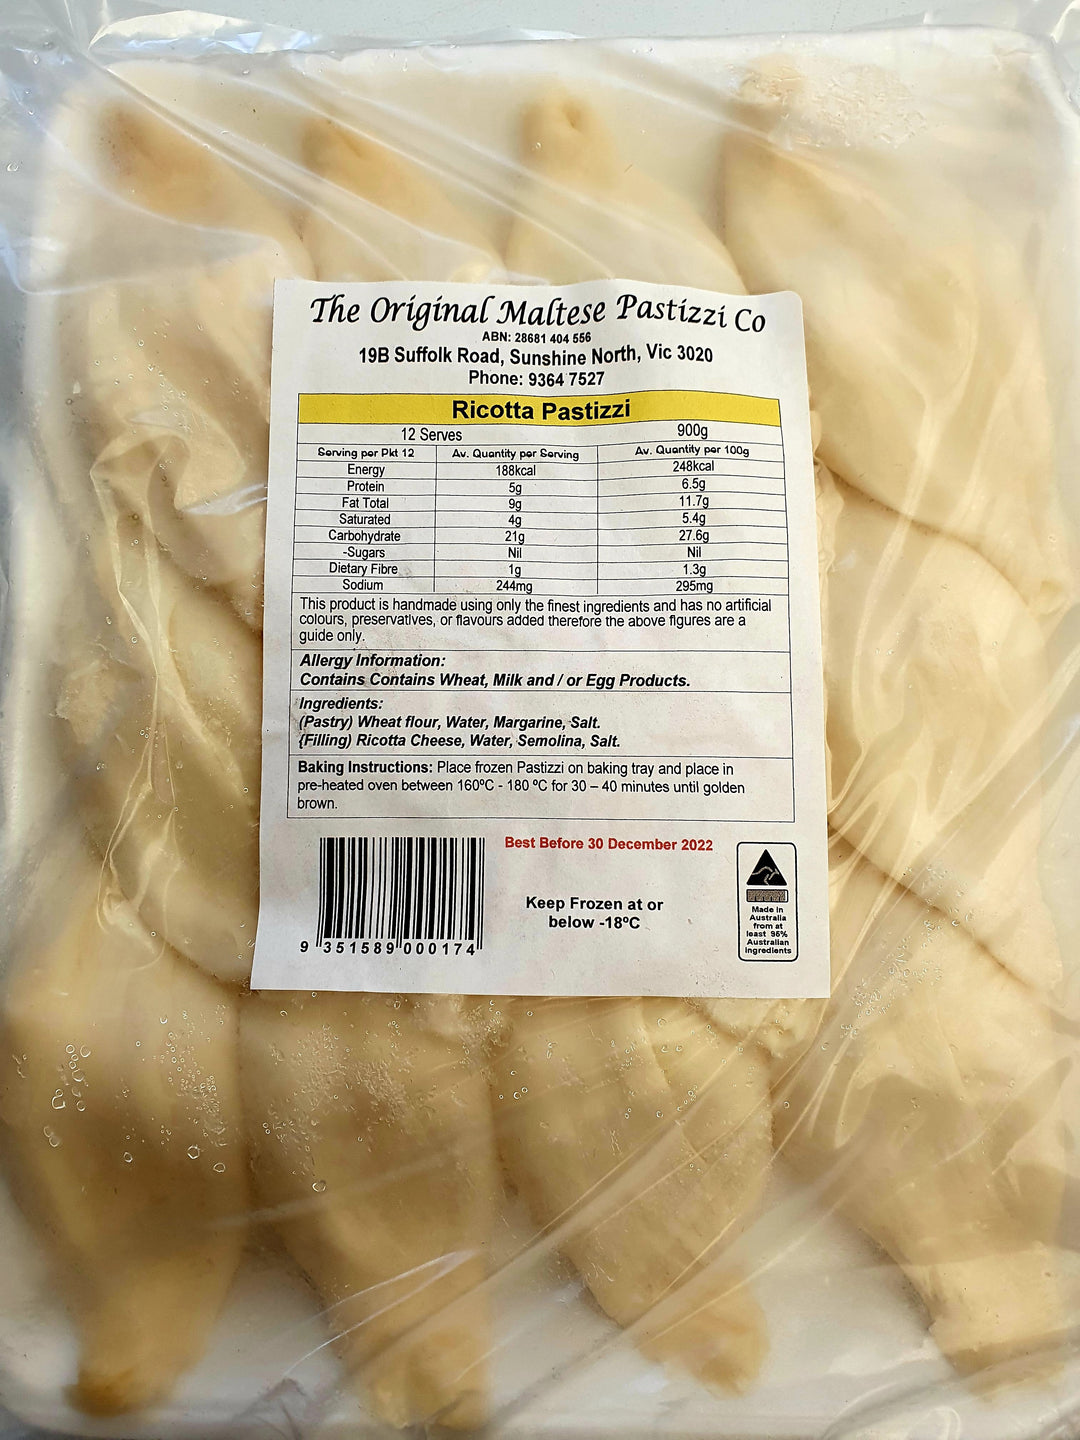 The Original Maltese Pastizzi Co
ABN: 28681 404 556
19B Suffolk Road, Sunshine North, Vic 3020
Phone: 9364 7527
Ricotta Pastizzi
12 Serves 900g
Serving per Pkt 12 Av. Quantity per Serving Av. Quantity per 100g
Energy 188kcal 248kcal
Protein 5g 6.5g
Fat Total 9g 11.7g
Saturated 4g 5.4g
Carbohydrate 21g 27.6g
-Sugars Nil Nil
Dietary Fibre 1g 1.3g
Sodium 244mg 295mg
This product is handmade using only the finest ingredients and has no artificial
colours, preservatives, or flavours added therefore the above figures are a
guide only.
Allergy Information:
Contains Contains Wheat, Milk and / or Egg Products.
Ingredients:
(Pastry) Wheat flour, Water, Margarine, Salt.
{Filling) Ricotta Cheese, Water, Semolina, Salt.
Baking Instructions: Place frozen Pastizzi on baking tray and place in
pre-heated oven between 160ºC - 180 ºC for 30 – 40 minutes until golden
brown.
Best Before 30 December 2022
Keep Frozen at or
below -18ºC
9 351589 000174
Made in
Australia
from at
least 95%
Australian
ingredients